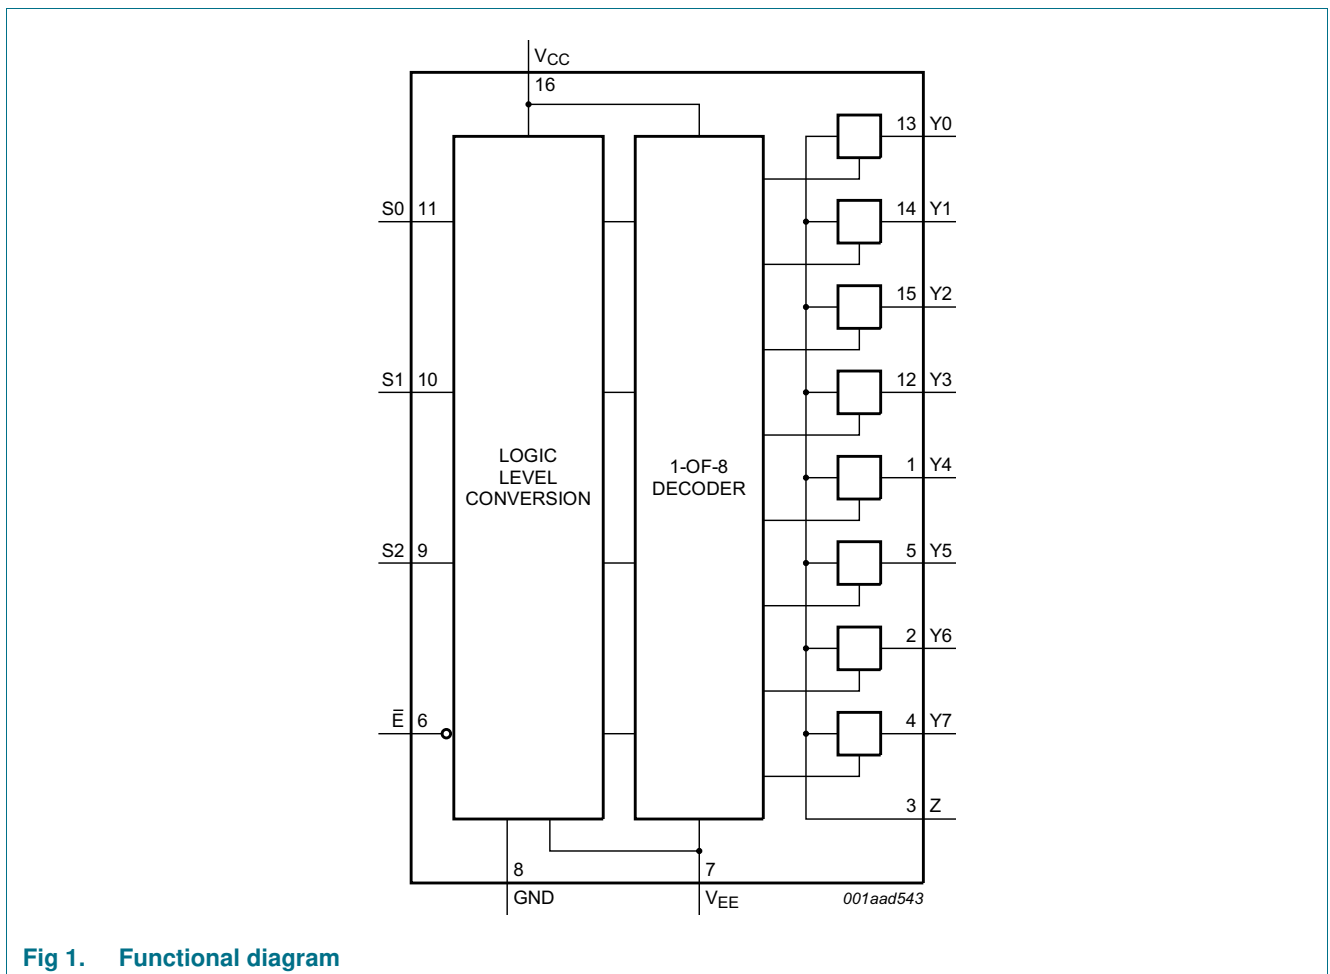 VCC
16
13 Y0
S0 11
14 Y1
15 Y2
S1 10
12 Y3
LOGIC
LEVEL
CONVERSION
1-OF-8
DECODER
1 Y4
S2 9
5 Y5
2 Y6
E̅ 6
4 Y7
3 Z
8
7
GND
VEE
001aad543
Fig 1. Functional diagram